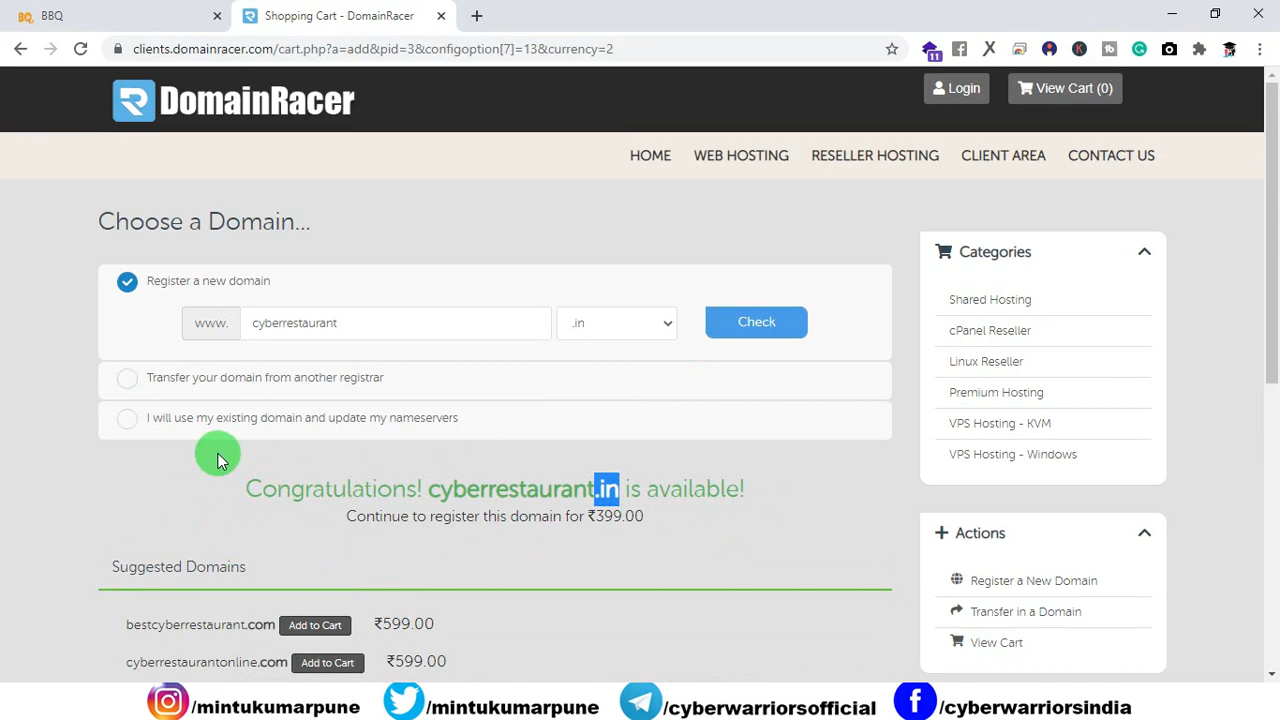 BBQ
Shopping Cart - DomainRacer
clients.domainracer.com/cart.php?a=add&pid=3&configoption[7]=13&currency=2
11
DomainRacer
Login
View Cart (0)
HOME
WEB HOSTING
RESELLER HOSTING
CLIENT AREA
CONTACT US
Choose a Domain...
Register a new domain
www.
cyberrestaurant
.in
Check
Transfer your domain from another registrar
I will use my existing domain and update my nameservers
Congratulations! cyberrestaurant.in is available!
Continue to register this domain for ₹399.00
Suggested Domains
bestcyberrestaurant.com Add to Cart ₹599.00
cyberrestaurantonline.com Add to Cart ₹599.00
Categories
Shared Hosting
cPanel Reseller
Linux Reseller
Premium Hosting
VPS Hosting - KVM
VPS Hosting - Windows
Actions
Register a New Domain
Transfer in a Domain
View Cart
/mintukumarpune
/mintukumarpune
/cyberwarriorsofficial
/cyberwarriorsindia